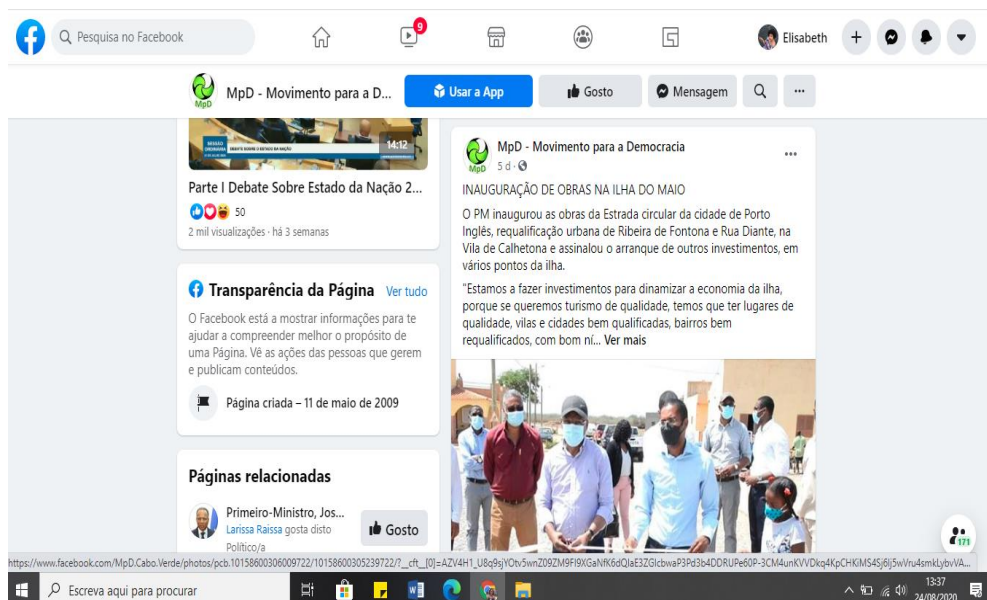 Pesquisa no Facebook
9
Elisabeth
MpD
MpD - Movimento para a D...
Usar a App
Gosto
Mensagem
DEBATE SOBRE O ESTADO DA NAÇÃO
14:12
Parte I Debate Sobre Estado da Nação 2...
50
2 mil visualizações · há 3 semanas
Transparência da Página Ver tudo
O Facebook está a mostrar informações para te
ajudar a compreender melhor o propósito de
uma Página. Vê as ações das pessoas que gerem
e publicam conteúdos.
Página criada – 11 de maio de 2009
Páginas relacionadas
Primeiro-Ministro, Jos...
Larissa Raissa gosta disto
Político/a
Gosto
MpD
MpD - Movimento para a Democracia
5 d ·
INAUGURAÇÃO DE OBRAS NA ILHA DO MAIO
O PM inaugurou as obras da Estrada circular da cidade de Porto
Inglês, requalificação urbana de Ribeira de Fontona e Rua Diante, na
Vila de Calhetona e assinalou o arranque de outros investimentos, em
vários pontos da ilha.
"Estamos a fazer investimentos para dinamizar a economia da ilha,
porque se queremos turismo de qualidade, temos que ter lugares de
qualidade, vilas e cidades bem qualificadas, bairros bem
requalificados, com bom ní... Ver mais
171
Escreva aqui para procurar
13:37
24/08/2020